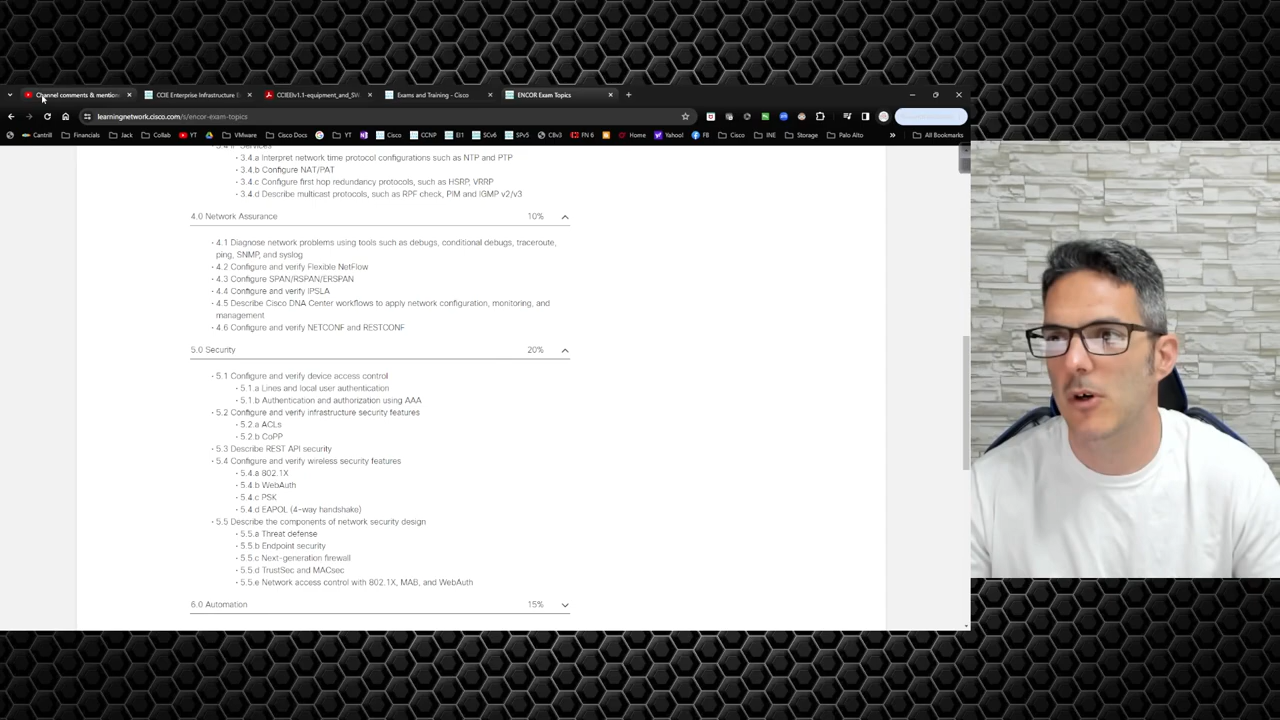 Channel comments & mention
CCIE Enterprise Infrastructure
CCIEEIv1.1-equipment_and_SW
Exams and Training - Cisco
ENCOR Exam Topics
learningnetwork.cisco.com/s/encor-exam-topics
Cantrill
Financials
Jack
Collab
YT
VMware
Cisco Docs
YT
Cisco
CCNP
EI1
SCv6
SPv5
CBv3
FN 6
Home
Yahoo!
FB
Cisco
INE
Storage
Palo Alto
»
All Bookmarks
• 3.4.a Interpret network time protocol configurations such as NTP and PTP
• 3.4.b Configure NAT/PAT
• 3.4.c Configure first hop redundancy protocols, such as HSRP, VRRP
• 3.4.d Describe multicast protocols, such as RPF check, PIM and IGMP v2/v3
4.0 Network Assurance 10%
• 4.1 Diagnose network problems using tools such as debugs, conditional debugs, traceroute,
ping, SNMP, and syslog
• 4.2 Configure and verify Flexible NetFlow
• 4.3 Configure SPAN/RSPAN/ERSPAN
• 4.4 Configure and verify IPSLA
• 4.5 Describe Cisco DNA Center workflows to apply network configuration, monitoring, and
management
• 4.6 Configure and verify NETCONF and RESTCONF
5.0 Security 20%
• 5.1 Configure and verify device access control
• 5.1.a Lines and local user authentication
• 5.1.b Authentication and authorization using AAA
• 5.2 Configure and verify infrastructure security features
• 5.2.a ACLs
• 5.2.b CoPP
• 5.3 Describe REST API security
• 5.4 Configure and verify wireless security features
• 5.4.a 802.1X
• 5.4.b WebAuth
• 5.4.c PSK
• 5.4.d EAPOL (4-way handshake)
• 5.5 Describe the components of network security design
• 5.5.a Threat defense
• 5.5.b Endpoint security
• 5.5.c Next-generation firewall
• 5.5.d TrustSec and MACsec
• 5.5.e Network access control with 802.1X, MAB, and WebAuth
6.0 Automation 15%